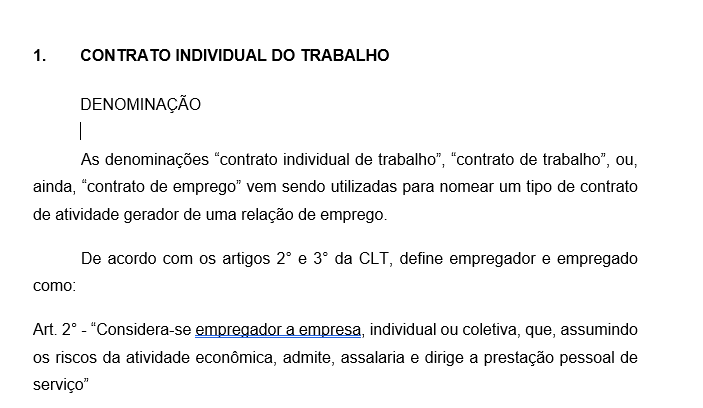 1. CONTRATO INDIVIDUAL DO TRABALHO
DENOMINAÇÃO
As denominações “contrato individual de trabalho”, “contrato de trabalho”, ou,
ainda, “contrato de emprego” vem sendo utilizadas para nomear um tipo de contrato
de atividade gerador de uma relação de emprego.
De acordo com os artigos 2° e 3° da CLT, define empregador e empregado
como:
Art. 2° - “Considera-se empregador a empresa, individual ou coletiva, que, assumindo
os riscos da atividade econômica, admite, assalaria e dirige a prestação pessoal de
serviço”